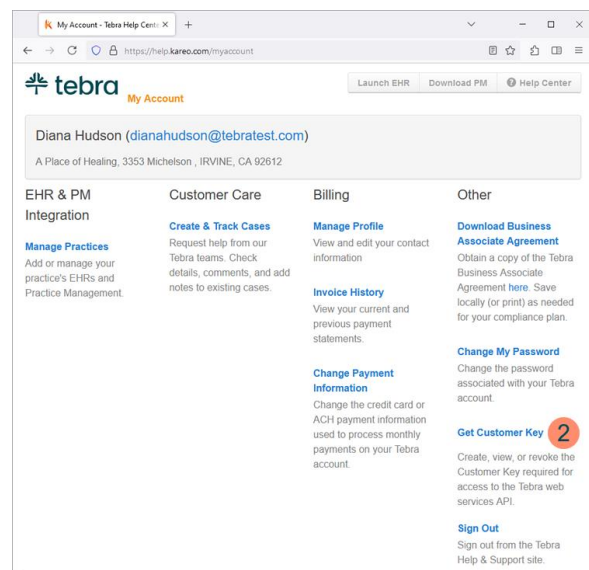 My Account - Tebra Help Cente
https://help.kareo.com/myaccount
tebra
My Account
Launch EHR
Download PM
Help Center
Diana Hudson (dianahudson@tebratest.com)
A Place of Healing, 3353 Michelson , IRVINE, CA 92612
EHR & PM
Integration
Manage Practices
Add or manage your
practice's EHRs and
Practice Management.
Customer Care
Create & Track Cases
Request help from our
Tebra teams. Check
details, comments, and add
notes to existing cases.
Billing
Manage Profile
View and edit your contact
information
Invoice History
View your current and
previous payment
statements.
Change Payment
Information
Change the credit card or
ACH payment information
used to process monthly
payments on your Tebra
account.
Other
Download Business
Associate Agreement
Obtain a copy of the Tebra
Business Associate
Agreement here. Save
locally (or print) as needed
for your compliance plan.
Change My Password
Change the password
associated with your Tebra
account.
Get Customer Key 2
Create, view, or revoke the
Customer Key required for
access to the Tebra web
services API.
Sign Out
Sign out from the Tebra
Help & Support site.